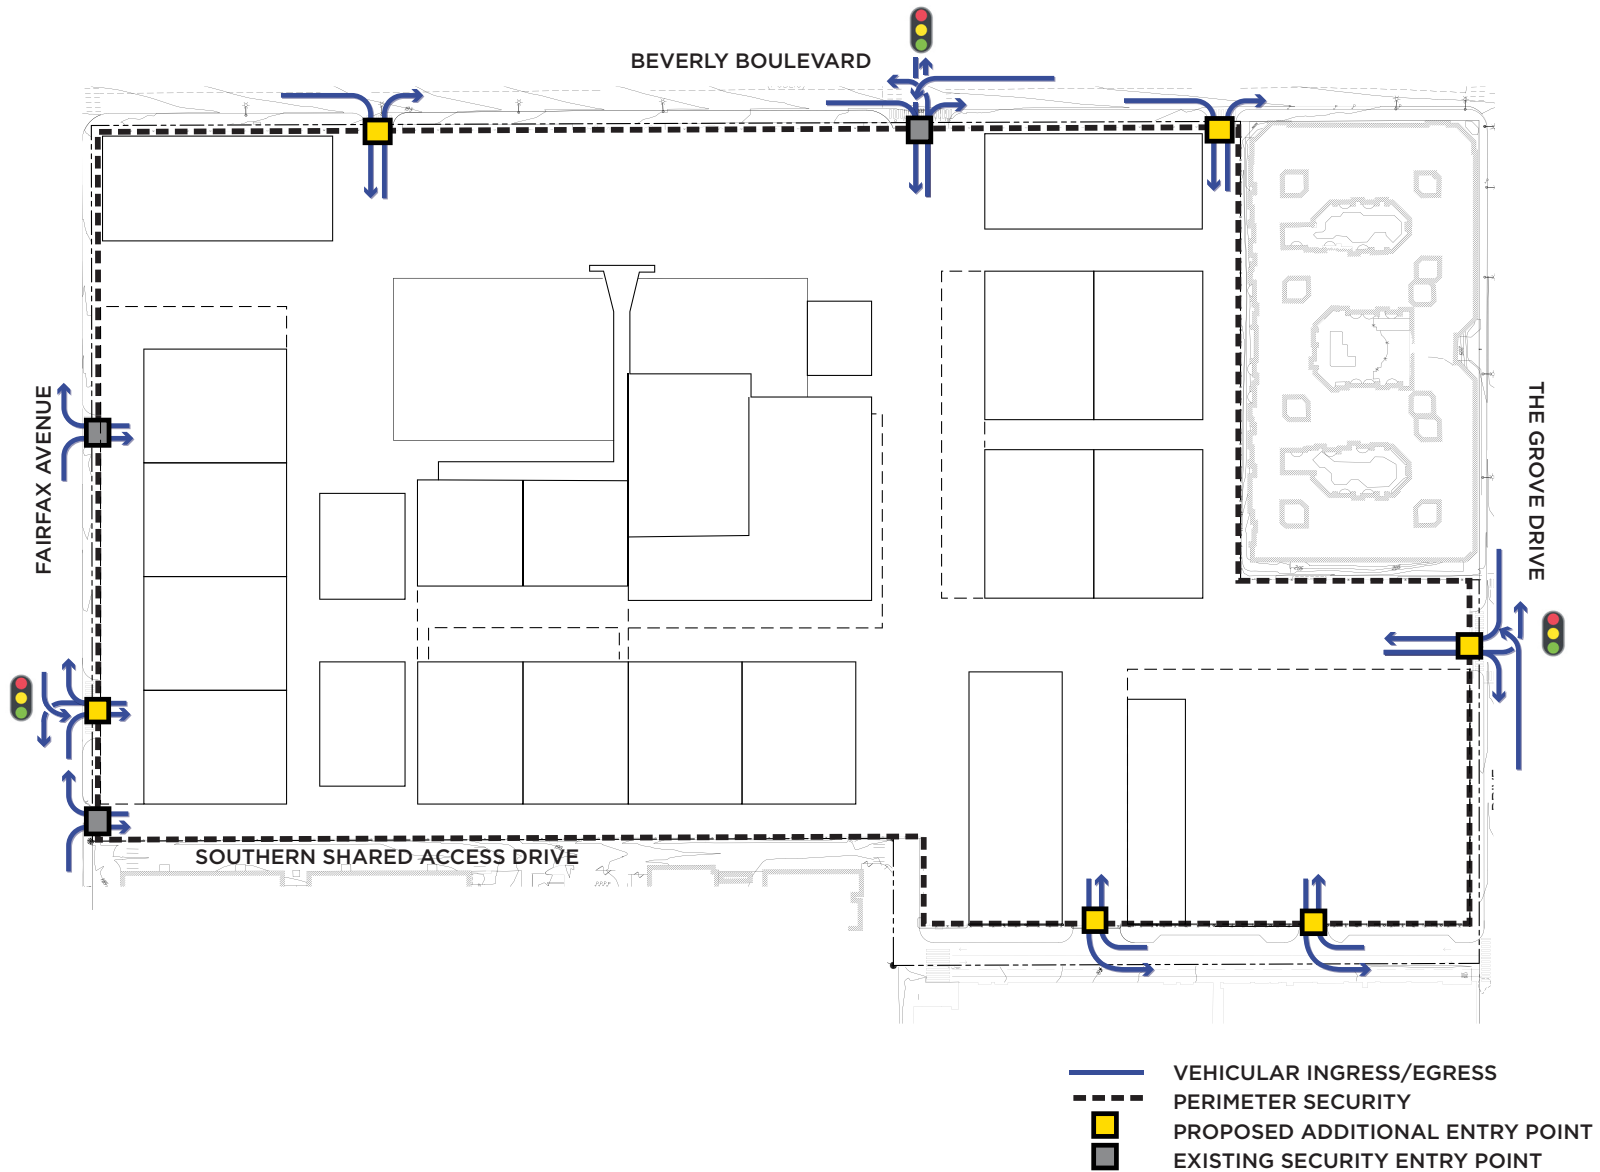 BEVERLY BOULEVARD
FAIRFAX AVENUE
THE GROVE DRIVE
SOUTHERN SHARED ACCESS DRIVE
VEHICULAR INGRESS/EGRESS
PERIMETER SECURITY
PROPOSED ADDITIONAL ENTRY POINT
EXISTING SECURITY ENTRY POINT